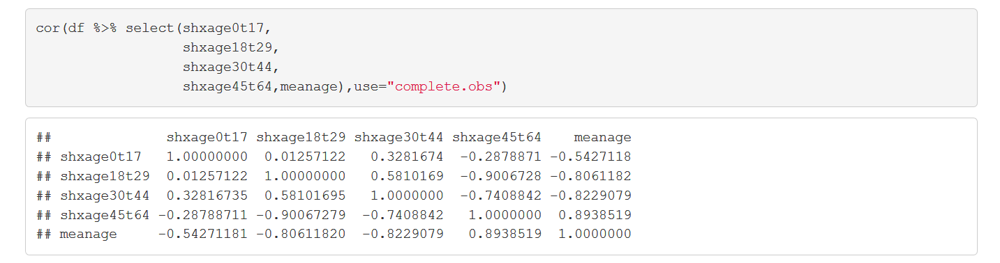 cor(df %>% select(shxage0t17,
shxage18t29,
shxage30t44,
shxage45t64,meanage),use="complete.obs")
## shxage0t17 shxage18t29 shxage30t44 shxage45t64 meanage
## shxage0t17 1.00000000 0.01257122 0.3281674 -0.2878871 -0.5427118
## shxage18t29 0.01257122 1.00000000 0.5810169 -0.9006728 -0.8061182
## shxage30t44 0.32816735 0.58101695 1.0000000 -0.7408842 -0.8229079
## shxage45t64 -0.28788711 -0.90067279 -0.7408842 1.0000000 0.8938519
## meanage -0.54271181 -0.80611820 -0.8229079 0.8938519 1.0000000